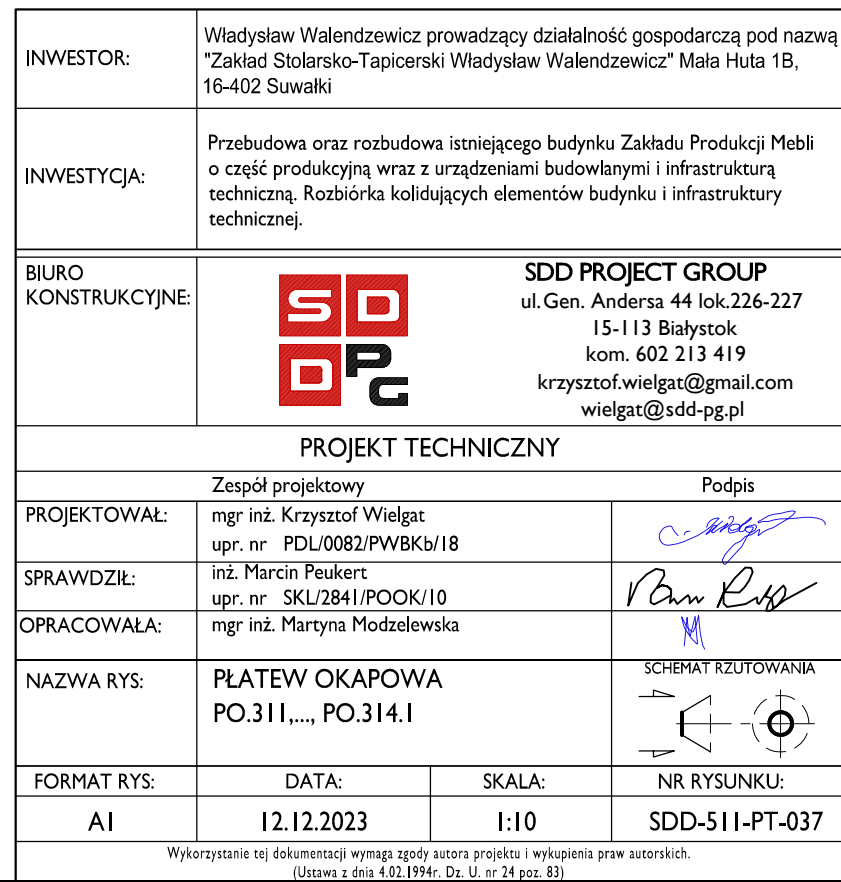 INWESTOR:
Władysław Walendzewicz prowadzący działalność gospodarczą pod nazwą
"Zakład Stolarsko-Tapicerski Władysław Walendzewicz" Mała Huta 1B,
16-402 Suwałki
INWESTYCJA:
Przebudowa oraz rozbudowa istniejącego budynku Zakładu Produkcji Mebli
o część produkcyjną wraz z urządzeniami budowlanymi i infrastrukturą
techniczną. Rozbiórka kolidujących elementów budynku i infrastruktury
technicznej.
BIURO
KONSTRUKCYJNE:
SD
DPG
SDD PROJECT GROUP
ul.Gen. Andersa 44 lok.226-227
15-113 Białystok
kom. 602 213 419
krzysztof.wielgat@gmail.com
wielgat@sdd-pg.pl
PROJEKT TECHNICZNY
Zespół projektowy Podpis
PROJEKTOWAŁ: mgr inż. Krzysztof Wielgat
upr. nr PDL/0082/PWBKb/18
SPRAWDZIŁ: inż. Marcin Peukert
upr. nr SKL/2841/POOK/10
OPRACOWAŁA: mgr inż. Martyna Modzelewska
NAZWA RYS: PŁATEW OKAPOWA
PO.311,..., PO.314.1
SCHEMAT RZUTOWANIA
FORMAT RYS: DATA: SKALA: NR RYSUNKU:
A1 12.12.2023 1:10 SDD-511-PT-037
Wykorzystanie tej dokumentacji wymaga zgody autora projektu i wykupienia praw autorskich.
(Ustawa z dnia 4.02.1994r. Dz. U. nr 24 poz. 83)